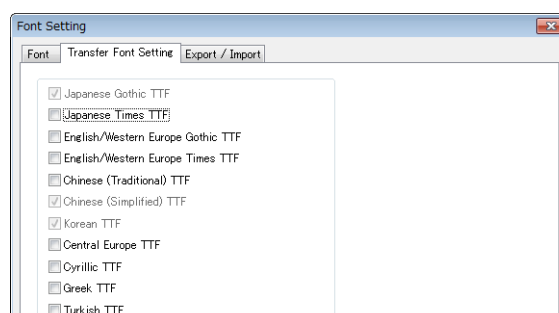 Font Setting
Font Transfer Font Setting Export / Import
Japanese Gothic TTF
Japanese Times TTF
English/Western Europe Gothic TTF
English/Western Europe Times TTF
Chinese (Traditional) TTF
Chinese (Simplified) TTF
Korean TTF
Central Europe TTF
Cyrillic TTF
Greek TTF
Turkish TTF